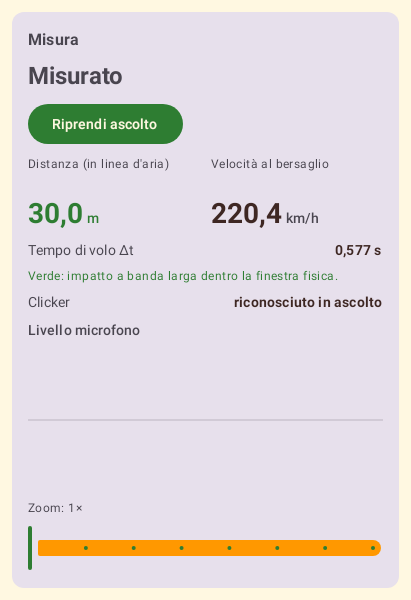 Misura
Misurato
Riprendi ascolto
Distanza (in linea d'aria)
Velocità al bersaglio
30,0 m
220,4 km/h
Tempo di volo Δt
0,577 s
Verde: impatto a banda larga dentro la finestra fisica.
Clicker
riconosciuto in ascolto
Livello microfono
Zoom: 1×